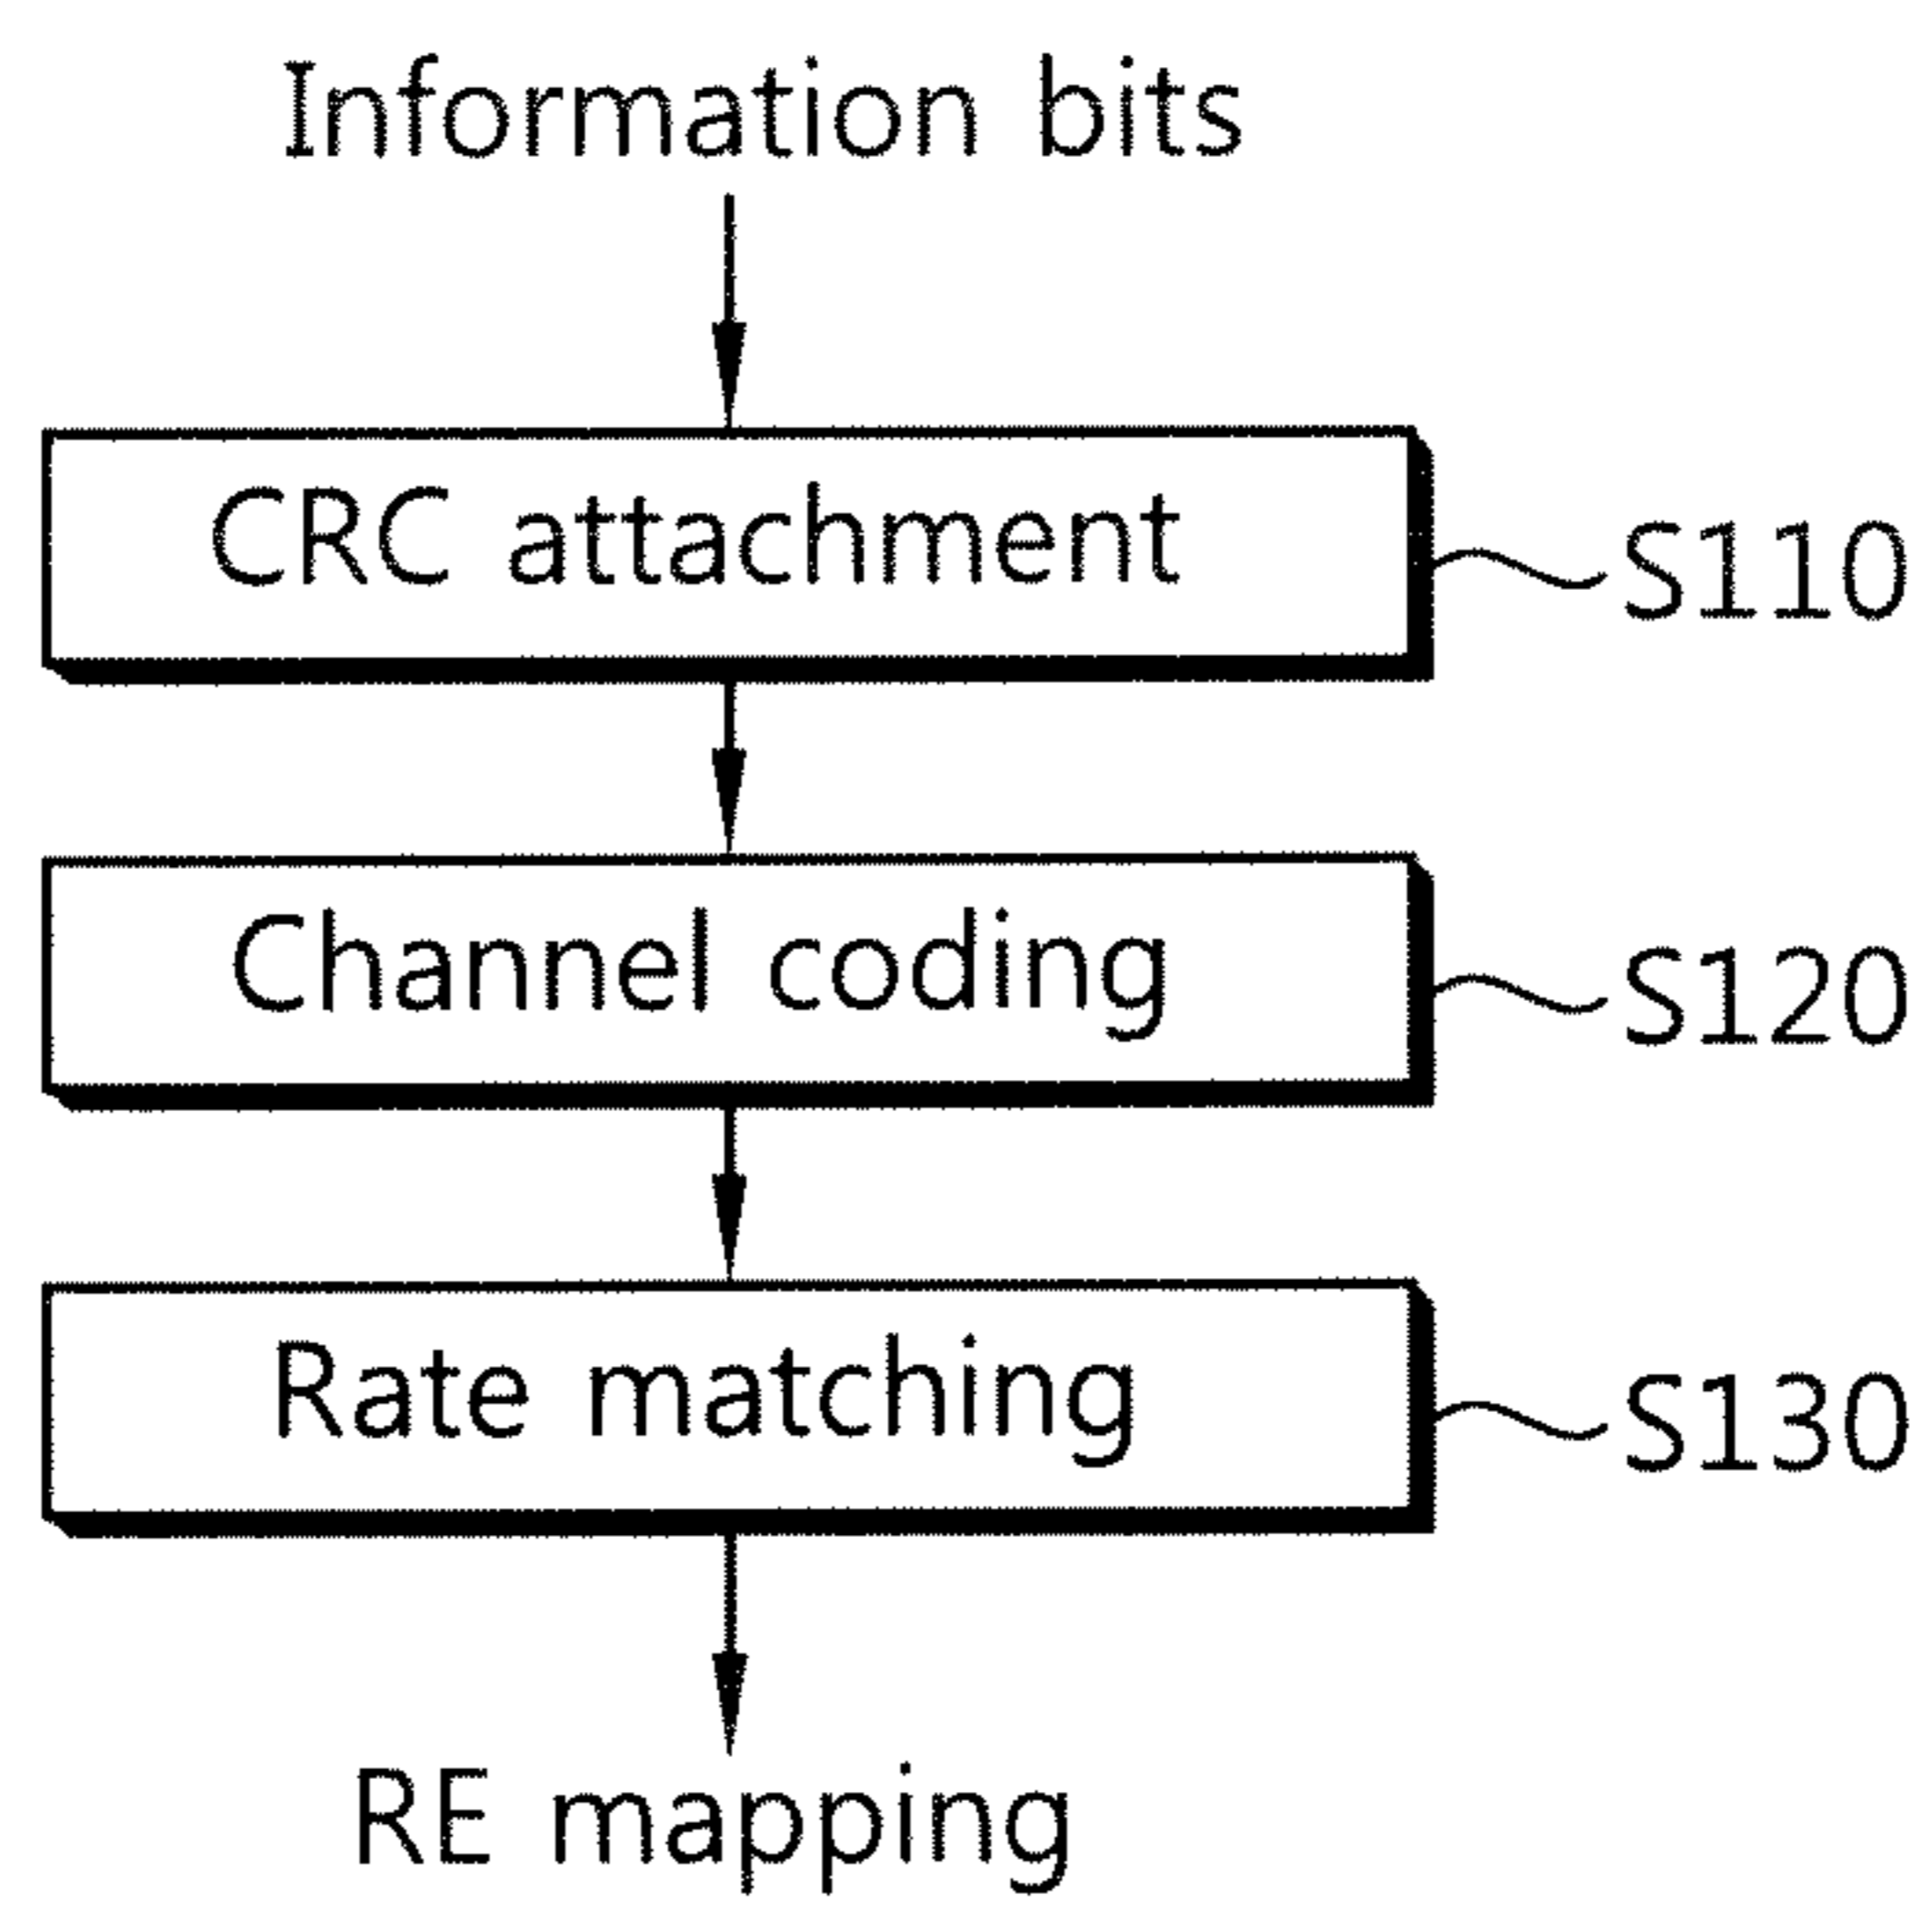 Information bits
CRC attachment
S110
Channel coding
S120
Rate matching
S130
RE mapping